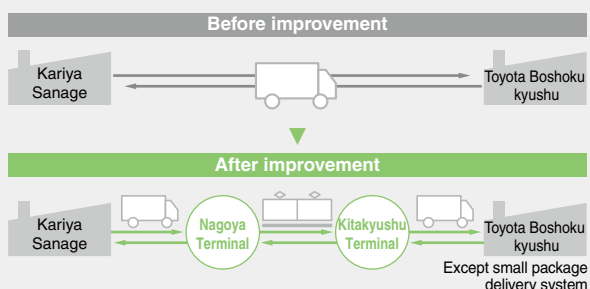 Before improvement
Kariya
Sanage
Toyota Boshoku
kyushu
After improvement
Kariya
Sanage
Nagoya
Terminal
Kitakyushu
Terminal
Toyota Boshoku
kyushu
Except small package
delivery system